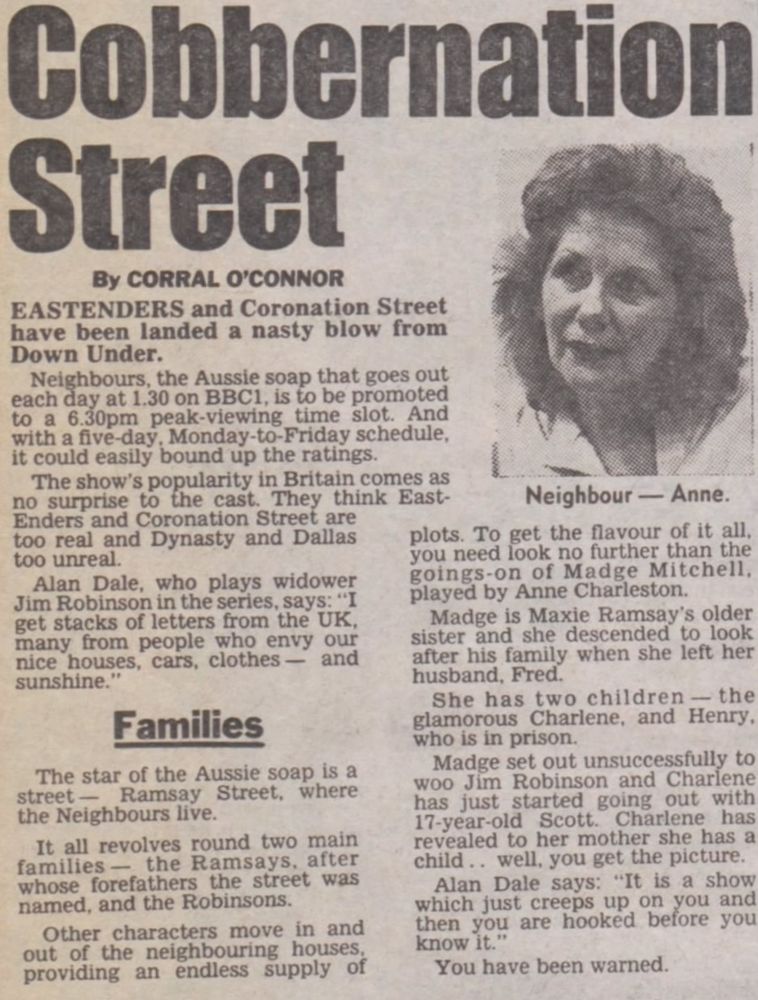 Cobbernation
Street
By CORRAL O'CONNOR
EASTENDERS and Coronation Street
have been landed a nasty blow from
Down Under.
Neighbours, the Aussie soap that goes out
each day at 1.30 on BBC1, is to be promoted
to a 6.30pm peak-viewing time slot. And
with a five-day, Monday-to-Friday schedule,
it could easily bound up the ratings.
The show's popularity in Britain comes as
no surprise to the cast. They think East-
Enders and Coronation Street are
too real and Dynasty and Dallas
too unreal.
Alan Dale, who plays widower
Jim Robinson in the series, says: "I
get stacks of letters from the UK,
many from people who envy our
nice houses, cars, clothes — and
sunshine."
Families
The star of the Aussie soap is a
street — Ramsay Street, where
the Neighbours live.
It all revolves round two main
families — the Ramsays, after
whose forefathers the street was
named, and the Robinsons.
Other characters move in and
out of the neighbouring houses,
providing an endless supply of
Neighbour — Anne.
plots. To get the flavour of it all,
you need look no further than the
goings-on of Madge Mitchell,
played by Anne Charleston.
Madge is Maxie Ramsay's older
sister and she descended to look
after his family when she left her
husband, Fred.
She has two children — the
glamorous Charlene, and Henry,
who is in prison.
Madge set out unsuccessfully to
woo Jim Robinson and Charlene
has just started going out with
17-year-old Scott. Charlene has
revealed to her mother she has a
child . . well, you get the picture.
Alan Dale says: "It is a show
which just creeps up on you and
then you are hooked before you
know it."
You have been warned.